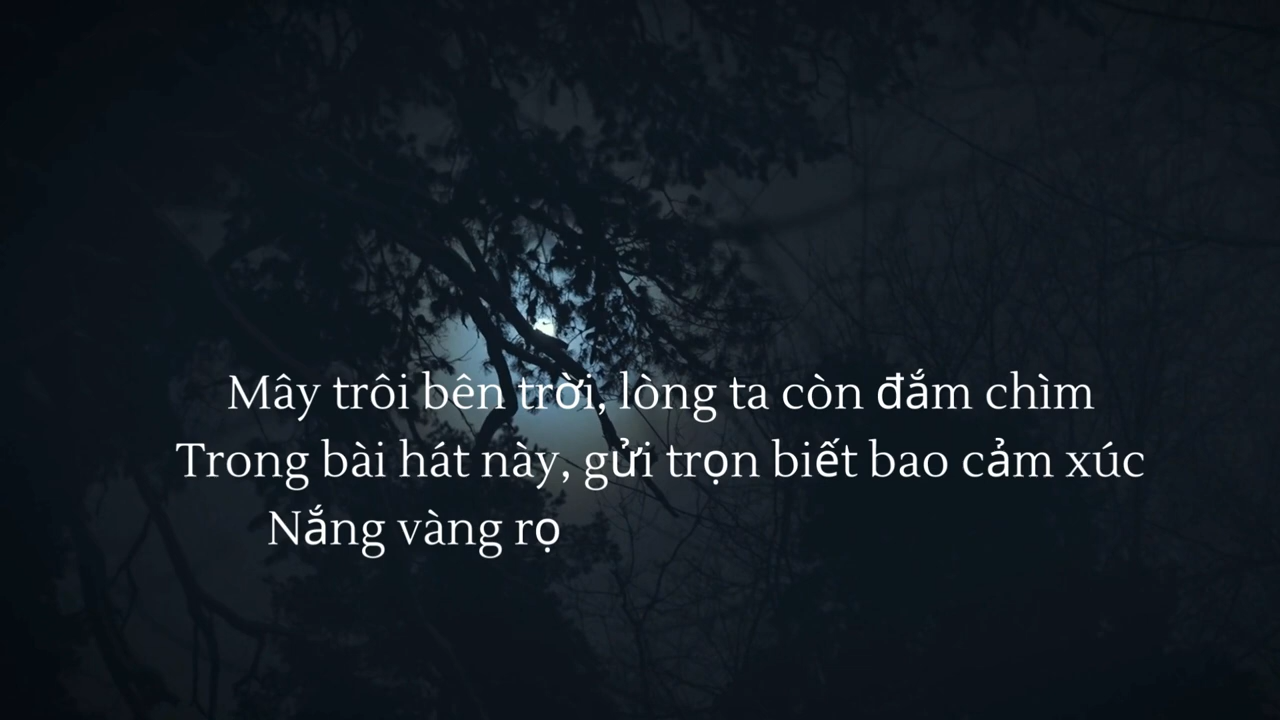 Mây trôi bên trời, lòng ta còn đắm chìm
Trong bài hát này, gửi trọn biết bao cảm xúc
Nắng vàng rọ